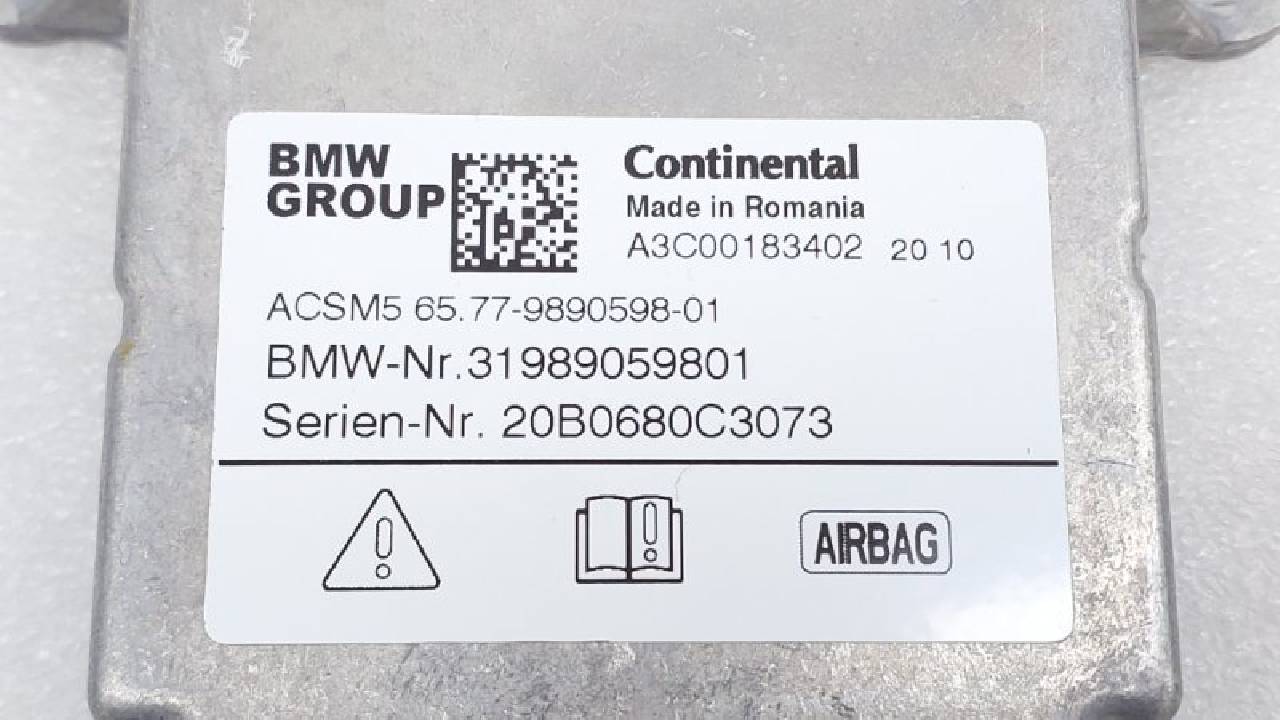 BMW
GROUP
Continental
Made in Romania
A3C00183402 20 10
ACSM5 65.77-9890598-01
BMW-Nr.31989059801
Serien-Nr. 20B0680C3073
AIRBAG